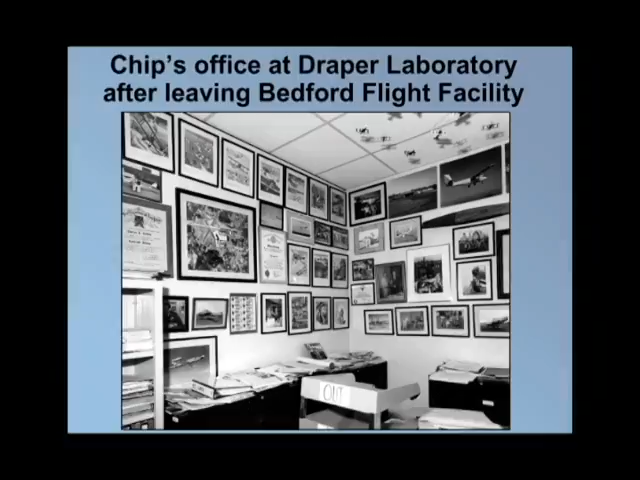 Chip's office at Draper Laboratory
after leaving Bedford Flight Facility
OUT